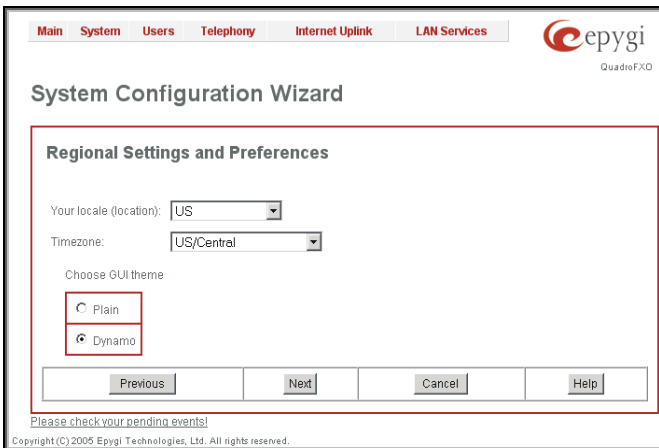 Main System Users Telephony Internet Uplink LAN Services
epygi
QuadroFXO
System Configuration Wizard
Regional Settings and Preferences
Your locale (location): US
Timezone: US/Central
Choose GUI theme
Plain
Dynamo
Previous Next Cancel Help
Please check your pending events!
Copyright (C) 2005 Epygi Technologies, Ltd. All rights reserved.